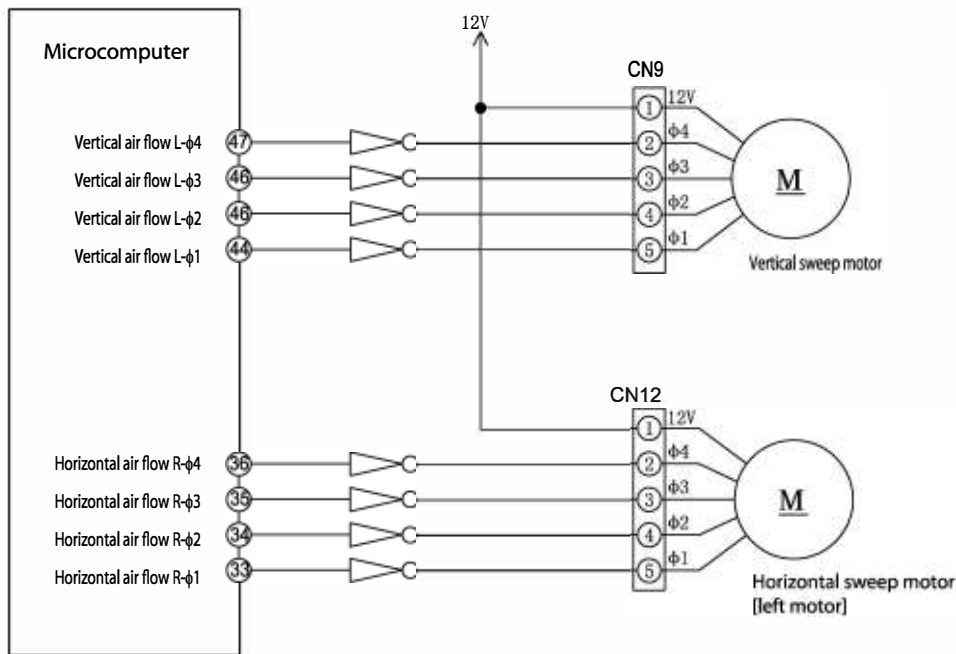 12V
Microcomputer
CN9
Vertical air flow L-ϕ4
47
Vertical air flow L-ϕ3
46
Vertical air flow L-ϕ2
46
Vertical air flow L-ϕ1
44
1 12V
2 ϕ4
3 ϕ3
4 ϕ2
5 ϕ1
M
Vertical sweep motor
CN12
Horizontal air flow R-ϕ4
36
Horizontal air flow R-ϕ3
35
Horizontal air flow R-ϕ2
34
Horizontal air flow R-ϕ1
33
1 12V
2 ϕ4
3 ϕ3
4 ϕ2
5 ϕ1
M
Horizontal sweep motor
[left motor]